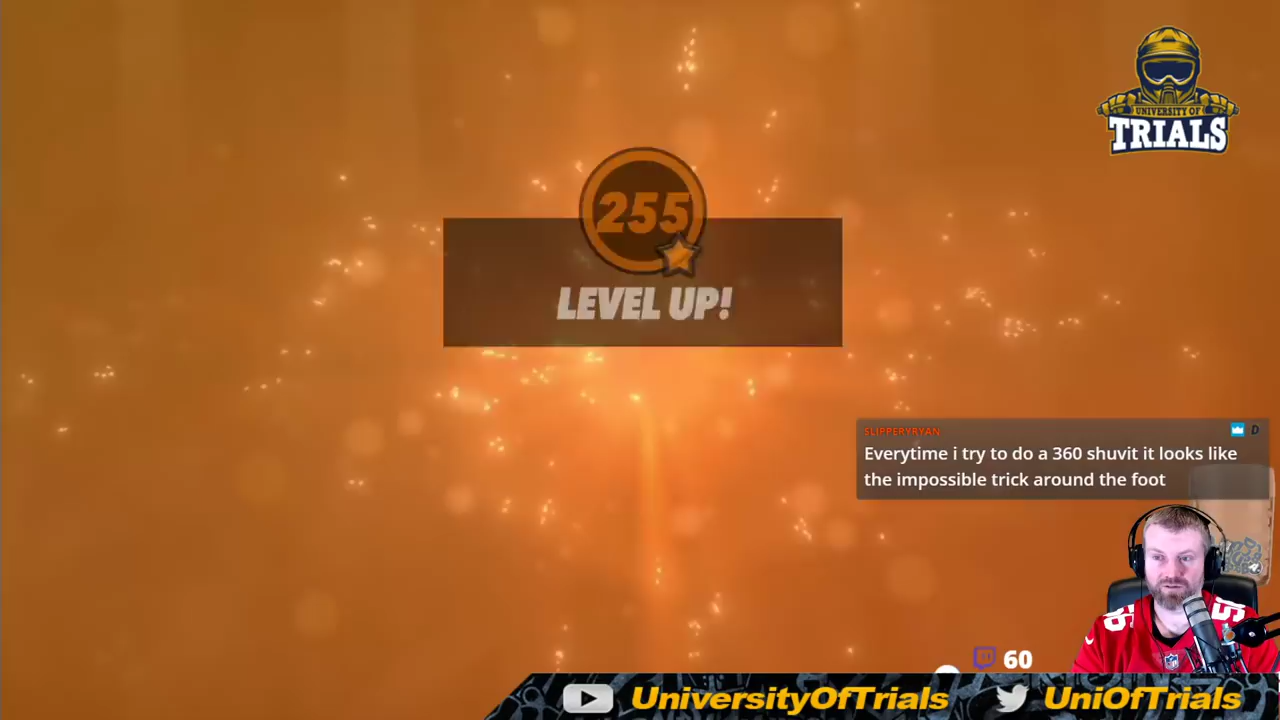 UNIVERSITY OF
TRIALS
255
LEVEL UP!
SLIPPERYRYAN
D
Everytime i try to do a 360 shuvit it looks like
the impossible trick around the foot
60
UniversityOfTrials
UniOfTrials